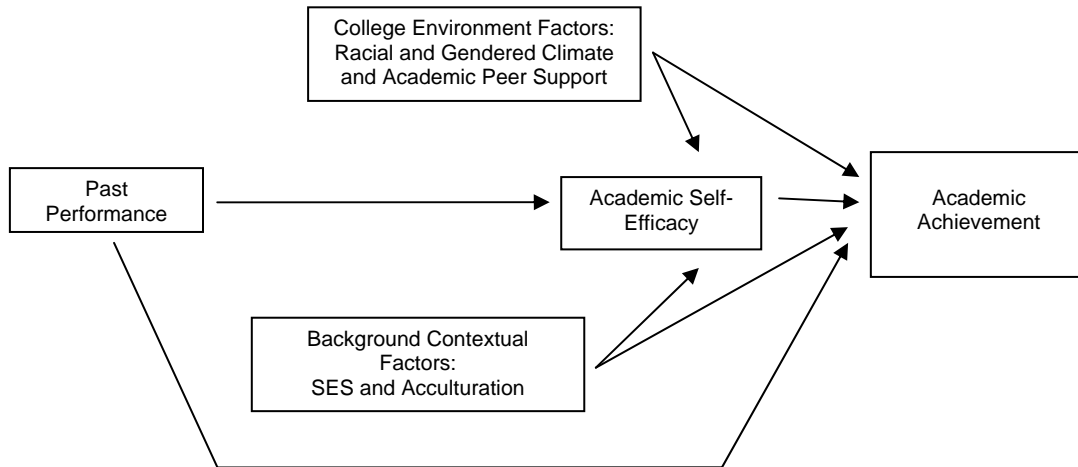 College Environment Factors:
Racial and Gendered Climate
and Academic Peer Support
Past
Performance
Academic Self-
Efficacy
Academic
Achievement
Background Contextual
Factors:
SES and Acculturation